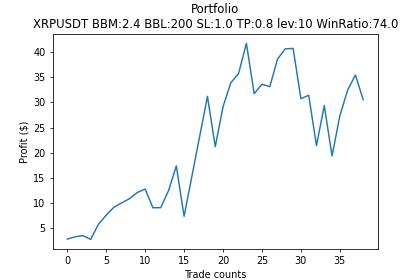 Portfolio
XRPUSDT BBM:2.4 BBL:200 SL:1.0 TP:0.8 lev:10 WinRatio:74.0
40
35
30
25
20
15
10
5
Profit ($)
0 5 10 15 20 25 30 35
Trade counts